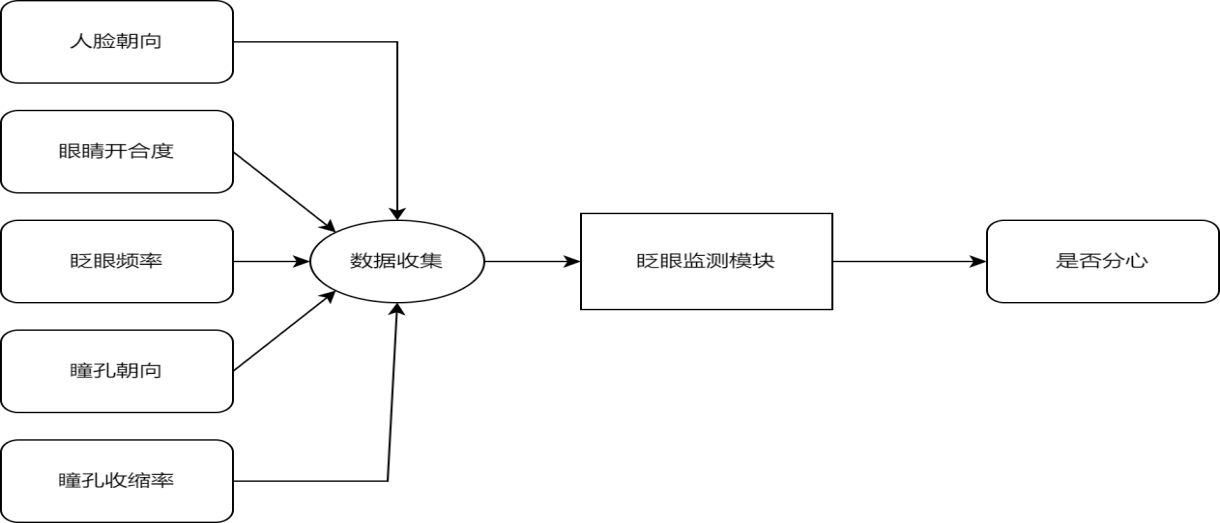 人脸朝向
眼睛开合度
眨眼频率
瞳孔朝向
瞳孔收缩率
数据收集
眨眼监测模块
是否分心